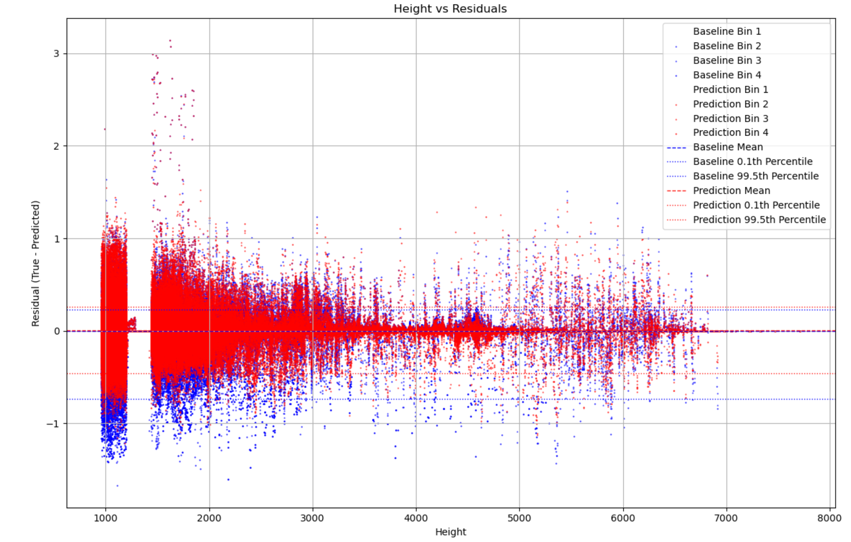 Height vs Residuals
Baseline Bin 1
Baseline Bin 2
Baseline Bin 3
Baseline Bin 4
Prediction Bin 1
Prediction Bin 2
Prediction Bin 3
Prediction Bin 4
Baseline Mean
Baseline 0.1th Percentile
Baseline 99.5th Percentile
Prediction Mean
Prediction 0.1th Percentile
Prediction 99.5th Percentile
Residual (True - Predicted)
3
2
1
0
−1
1000 2000 3000 4000 5000 6000 7000 8000
Height